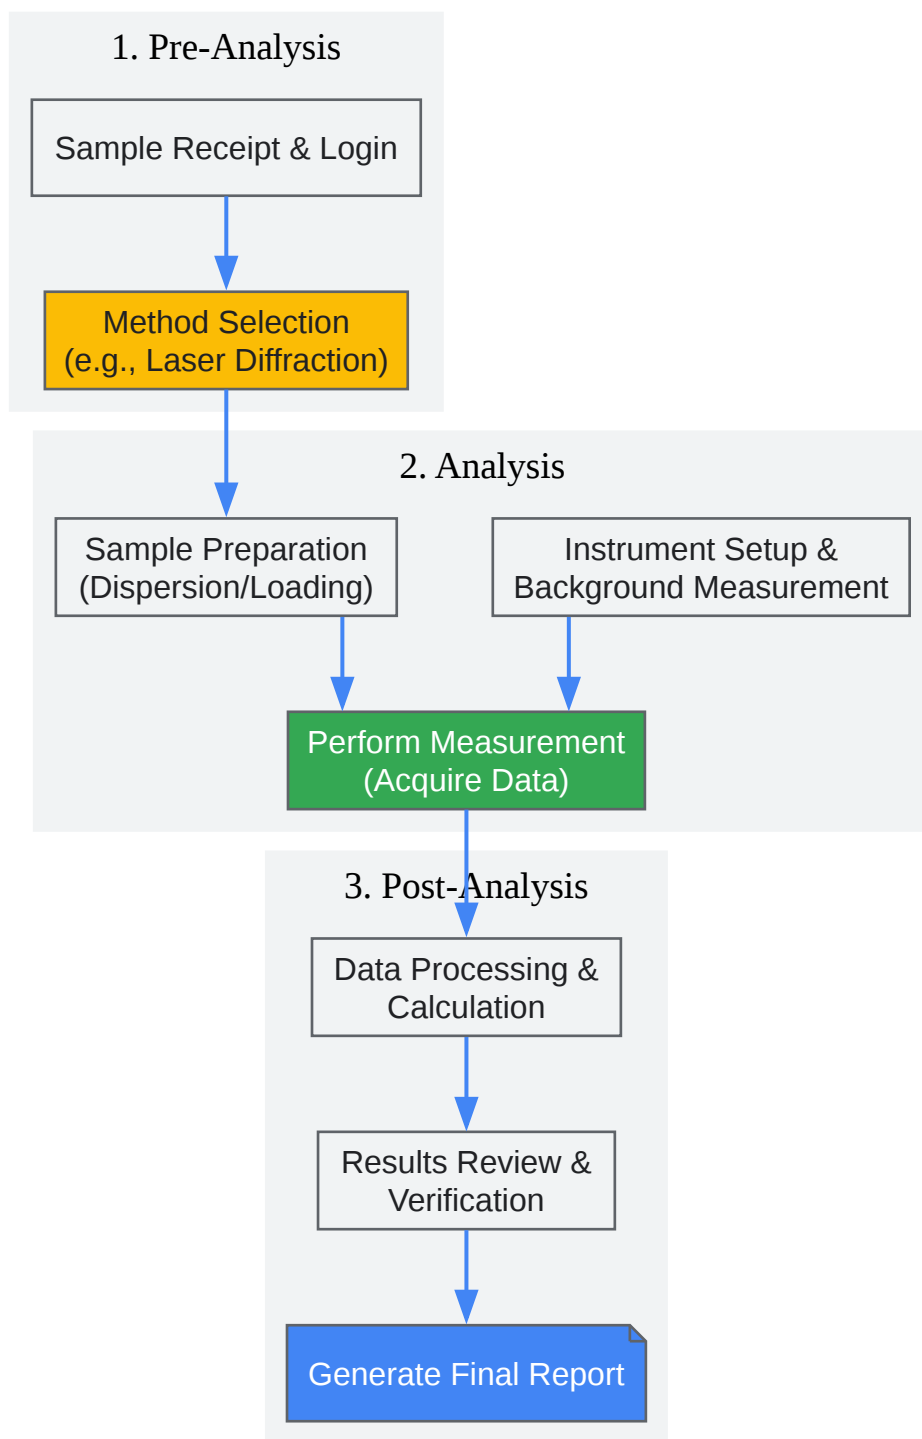 1. Pre-Analysis
Sample Receipt & Login
Method Selection
(e.g., Laser Diffraction)
2. Analysis
Sample Preparation
(Dispersion/Loading)
Instrument Setup &
Background Measurement
Perform Measurement
(Acquire Data)
3. Post-Analysis
Data Processing &
Calculation
Results Review &
Verification
Generate Final Report